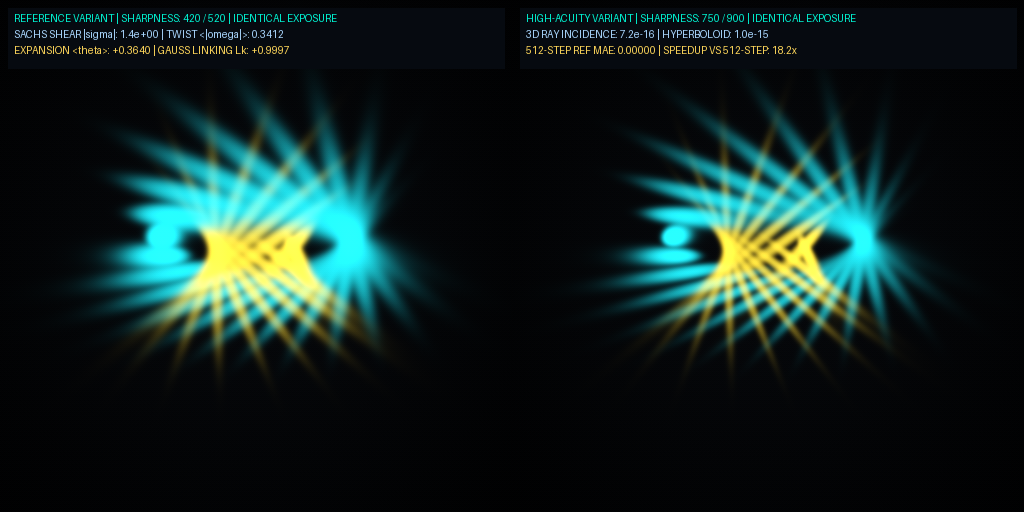 REFERENCE VARIANT | SHARPNESS: 420 / 520 | IDENTICAL EXPOSURE
SACHS SHEAR |sigma|: 1.4e+00 | TWIST <|omega|>: 0.3412
EXPANSION <theta>: +0.3640 | GAUSS LINKING Lk: +0.9997
HIGH-ACUITY VARIANT | SHARPNESS: 750 / 900 | IDENTICAL EXPOSURE
3D RAY INCIDENCE: 7.2e-16 | HYPERBOLOID: 1.0e-15
512-STEP REF MAE: 0.00000 | SPEEDUP VS 512-STEP: 18.2x